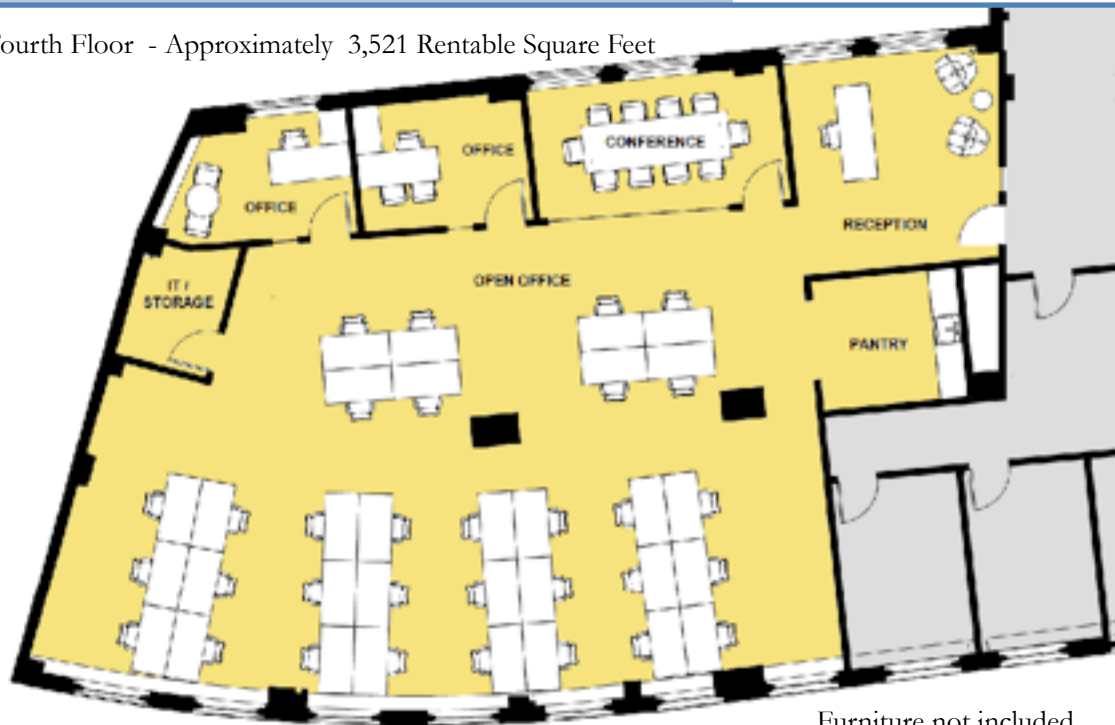 ourth Floor - Approximately 3,521 Rentable Square Feet
CONFERENCE
OFFICE
OFFICE
RECEPTION
OPEN OFFICE
IT /
STORAGE
PANTRY
Furniture not included